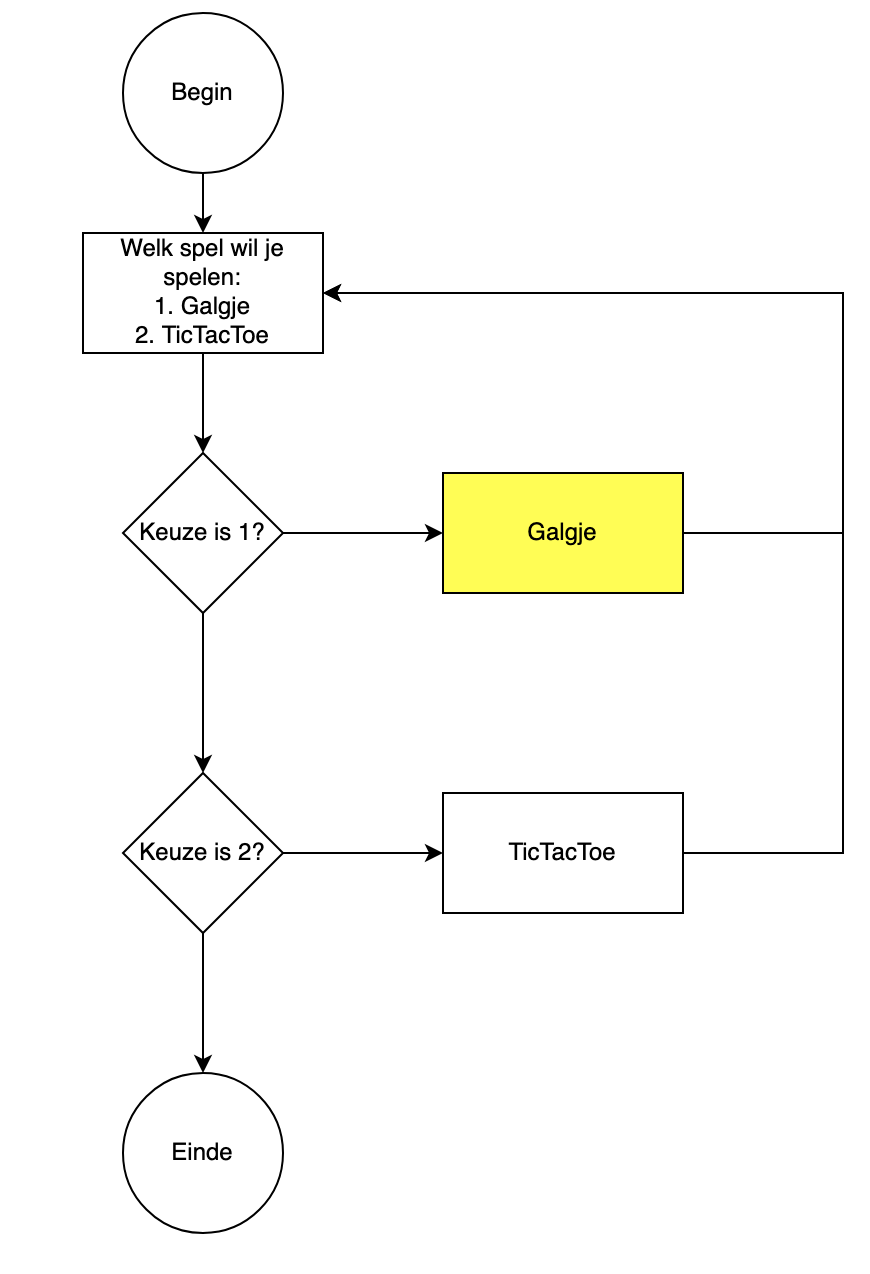 Begin
Welk spel wil je
spelen:
1. Galgje
2. TicTacToe
Keuze is 1?
Galgje
Keuze is 2?
TicTacToe
Einde